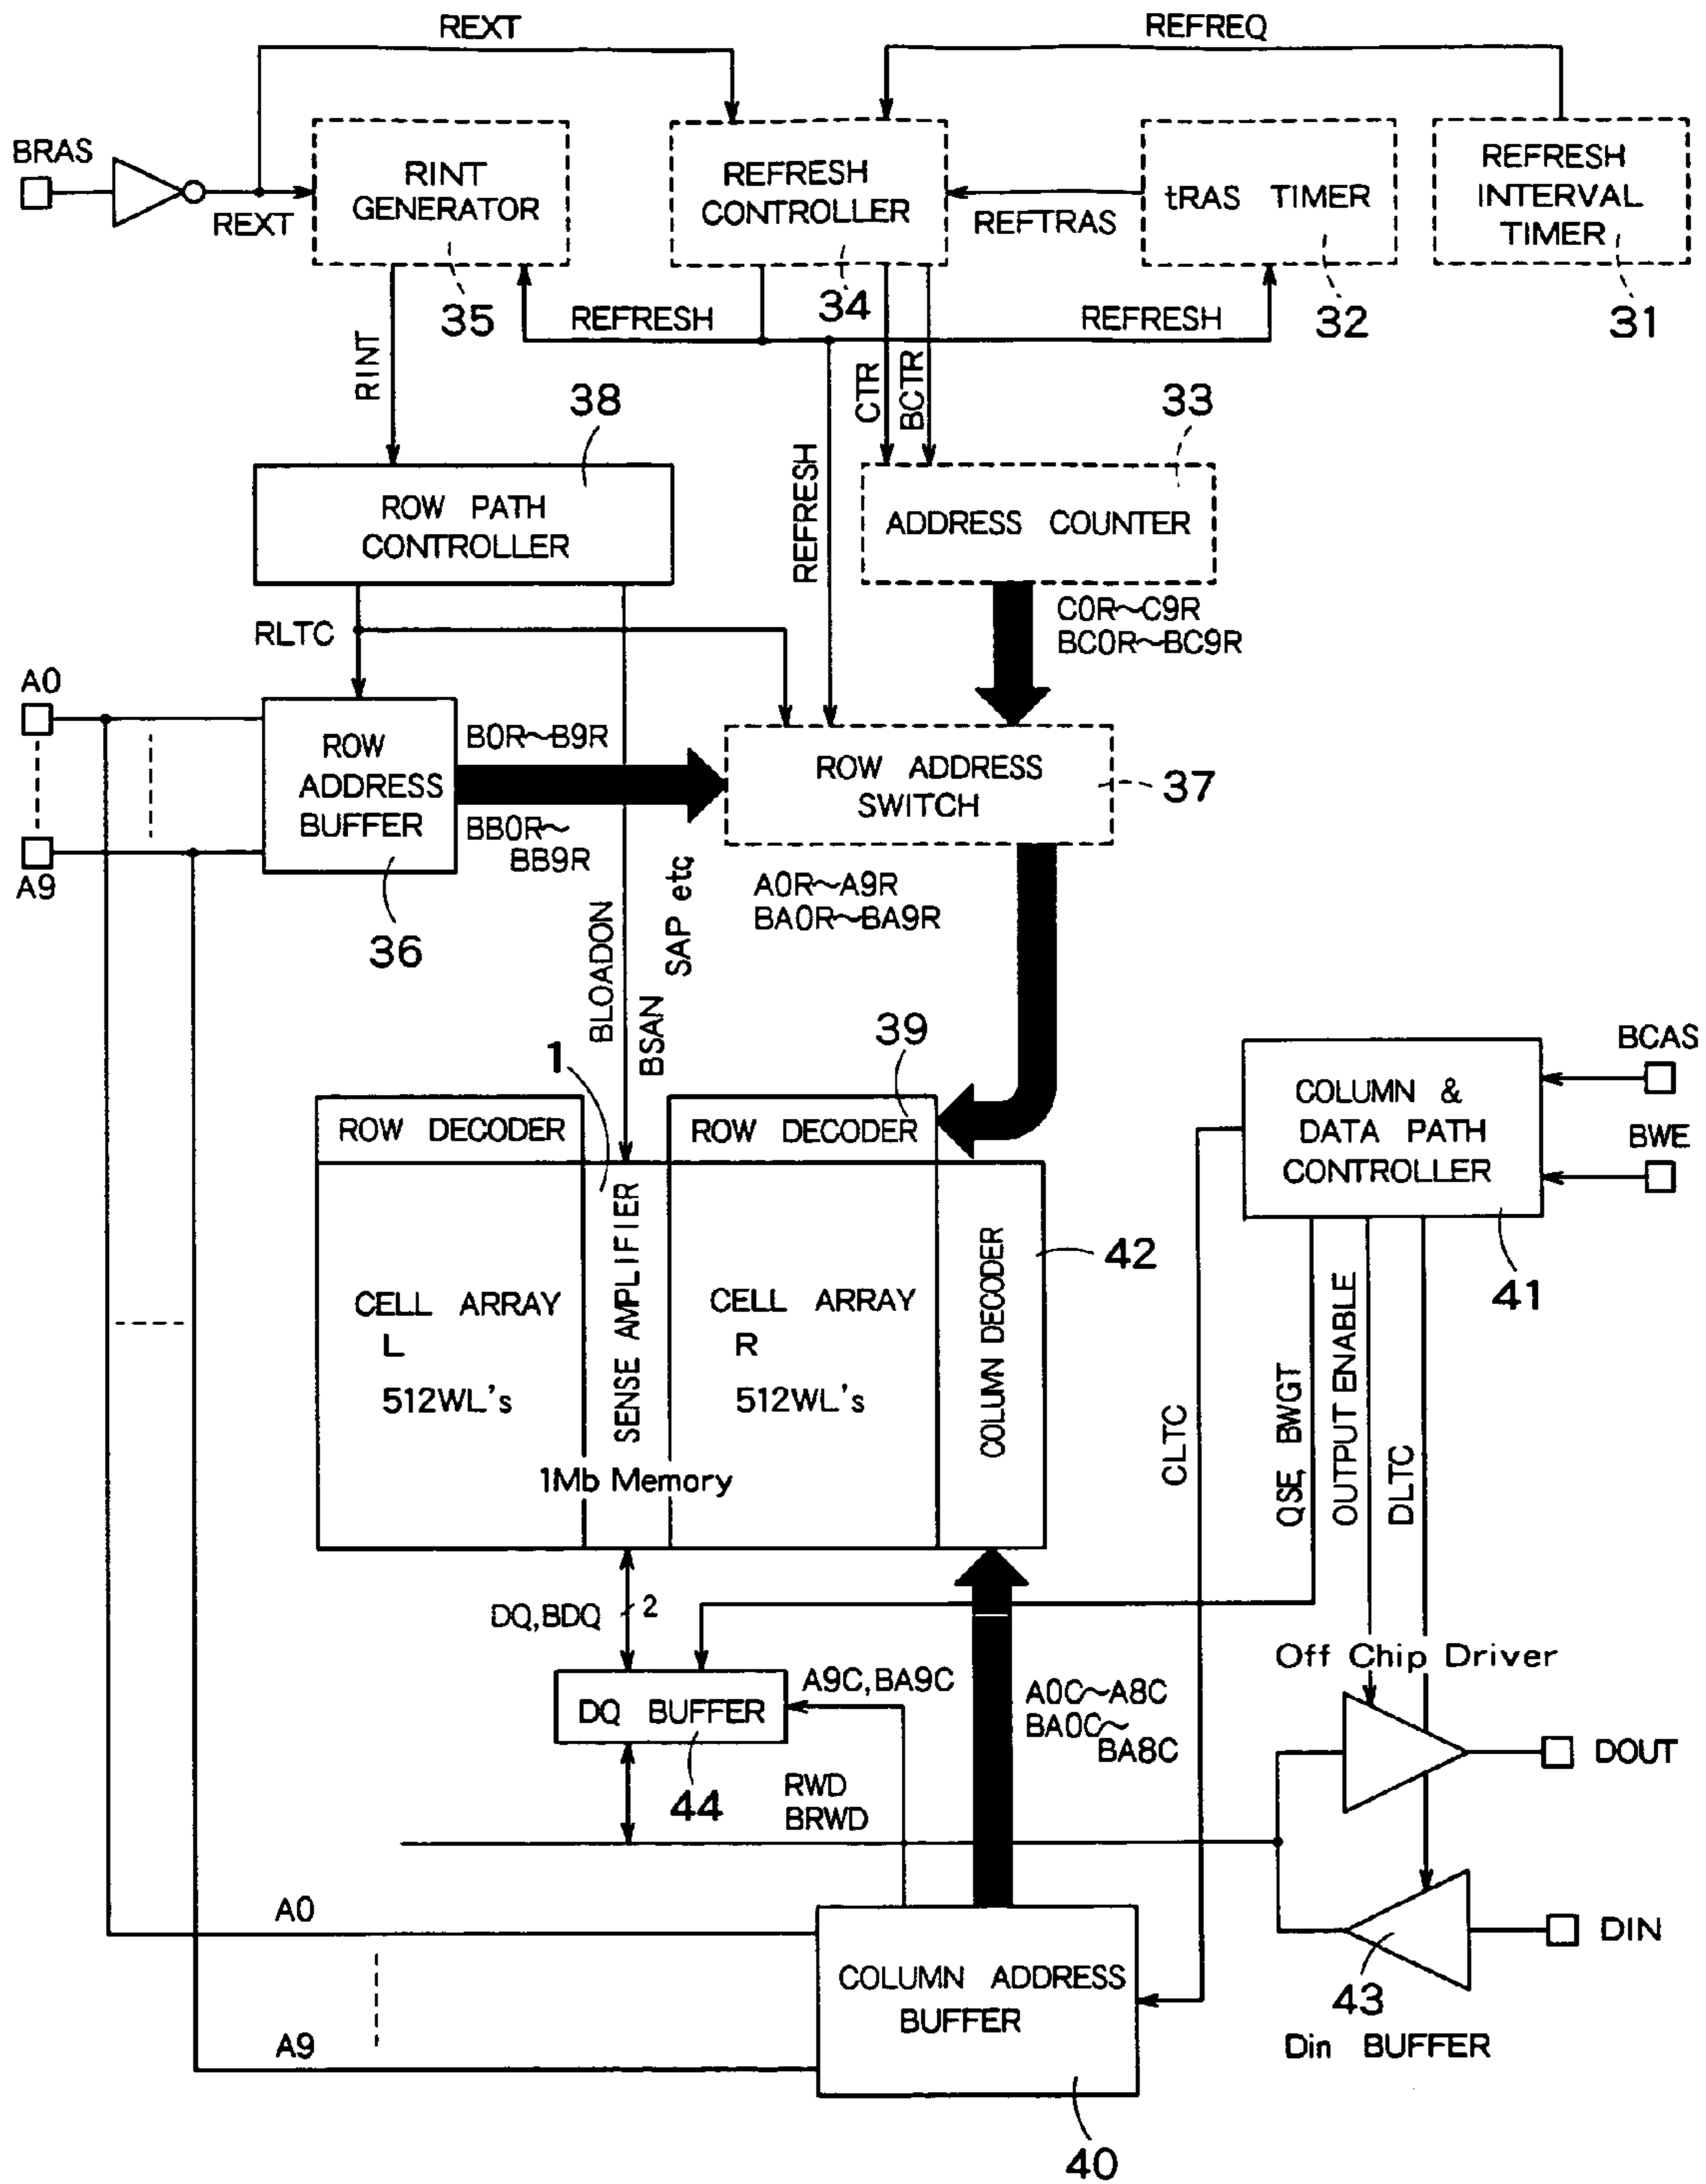 REXT
REFREQ
BRAS
REXT
RINT
GENERATOR
35
REFRESH
CONTROLLER
34
REFTRAS
tRAS TIMER
32
REFRESH
INTERVAL
TIMER
31
REFRESH
REFRESH
RINT
CTR
BCTR
38
33
ROW PATH
CONTROLLER
REFRESH
ADDRESS COUNTER
RLTC
C0R~C9R
BC0R~BC9R
A0
A9
ROW
ADDRESS
BUFFER
36
B0R~B9R
BB0R~
BB9R
ROW ADDRESS
SWITCH
37
BLOADON
BSAN
SAP etc
A0R~A9R
BA0R~BA9R
39
1
ROW DECODER
ROW DECODER
COLUMN &
DATA PATH
CONTROLLER
41
BCAS
BWE
CELL ARRAY
L
512WL's
SENSE AMPLIFIER
CELL ARRAY
R
512WL's
COLUMN DECODER
42
1Mb Memory
CLTC
QSE, BWGT
OUTPUT ENABLE
DLTC
DQ,BDQ
2
DQ BUFFER
44
A9C,BA9C
A0C~A8C
BA0C~
BA8C
Off Chip Driver
DOUT
RWD
BRWD
A0
A9
COLUMN ADDRESS
BUFFER
40
DIN
43
Din BUFFER